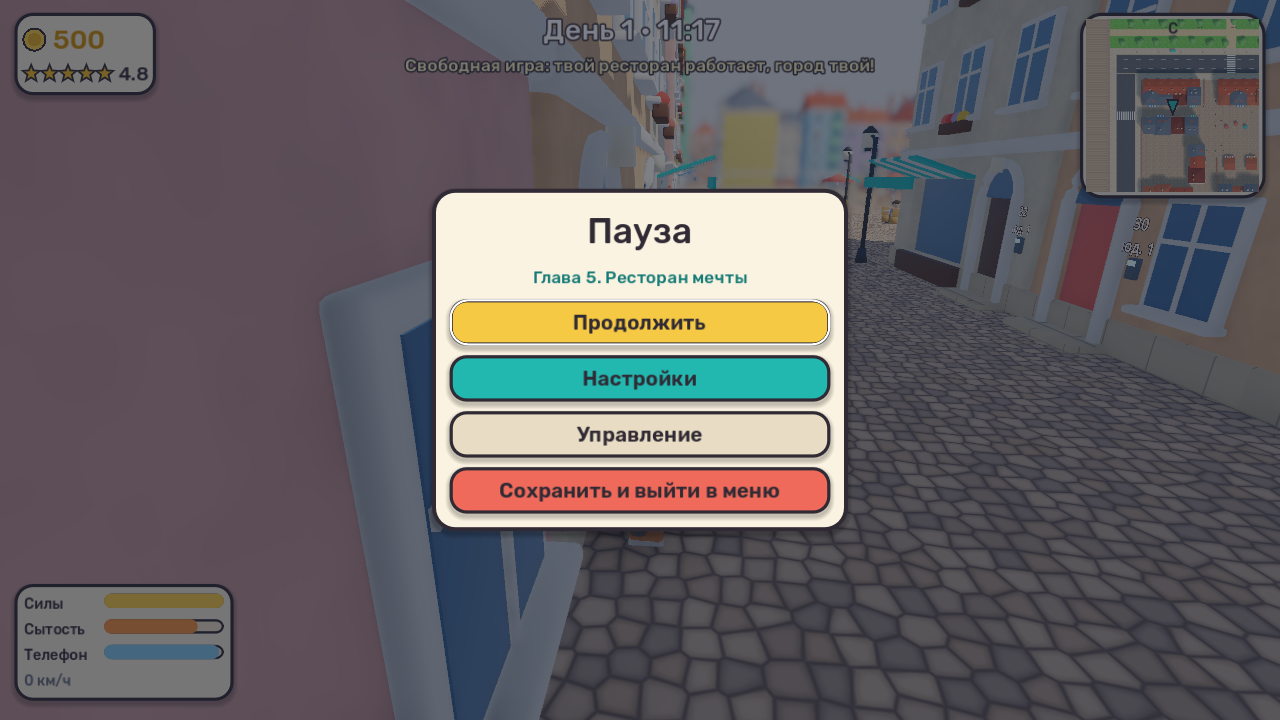 500
4.8
День 1 • 11:17
Свободная игра: твой ресторан работает, город твой!
С
Пауза
Глава 5. Ресторан мечты
Продолжить
Настройки
Управление
Сохранить и выйти в меню
30
Силы
Сытость
Телефон
0 км/ч